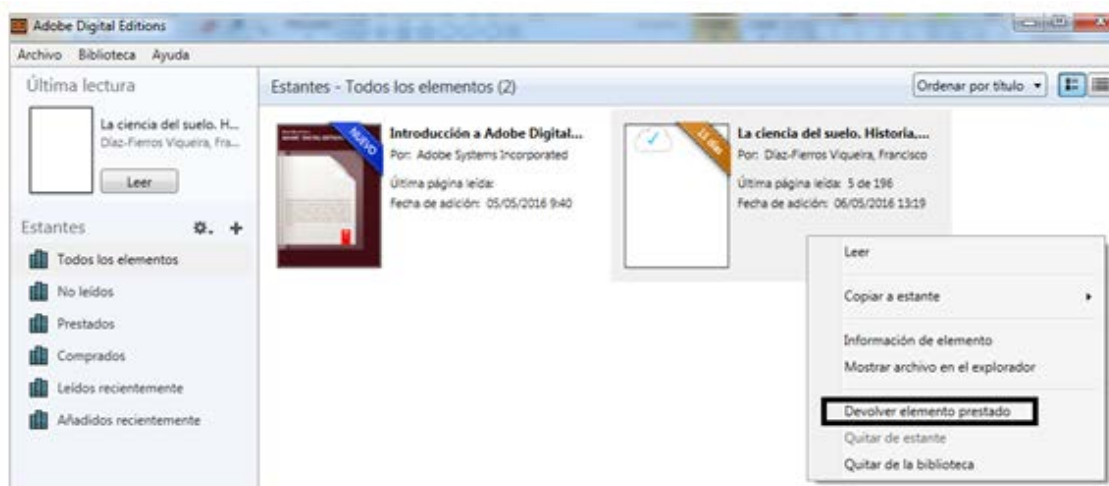 Adobe Digital Editions
Archivo Biblioteca Ayuda
Última lectura
La ciencia del suelo. H...
Díaz-Fierros Viqueira, Fra...
Leer
Estantes
Todos los elementos
No leídos
Prestados
Comprados
Leídos recientemente
Añadidos recientemente
Estantes - Todos los elementos (2)
Ordenar por título
NUEVO
Introducción a Adobe Digital...
Por: Adobe Systems Incorporated
Última página leída:
Fecha de adición: 05/05/2016 9:40
días
La ciencia del suelo. Historia,...
Por: Díaz-Fierros Viqueira, Francisco
Última página leída: 5 de 196
Fecha de adición: 06/05/2016 13:19
Leer
Copiar a estante
Información de elemento
Mostrar archivo en el explorador
Devolver elemento prestado
Quitar de estante
Quitar de la biblioteca